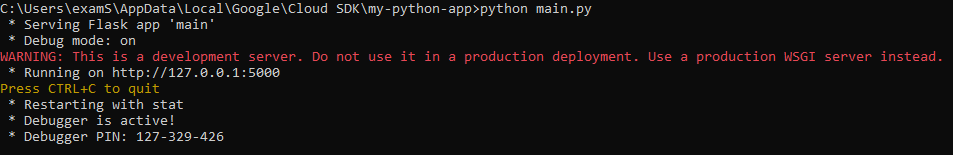 C:\Users\examS\AppData\Local\Google\Cloud SDK\my-python-app>python main.py
 * Serving Flask app 'main'
 * Debug mode: on
WARNING: This is a development server. Do not use it in a production deployment. Use a production WSGI server instead.
 * Running on http://127.0.0.1:5000
Press CTRL+C to quit
 * Restarting with stat
 * Debugger is active!
 * Debugger PIN: 127-329-426